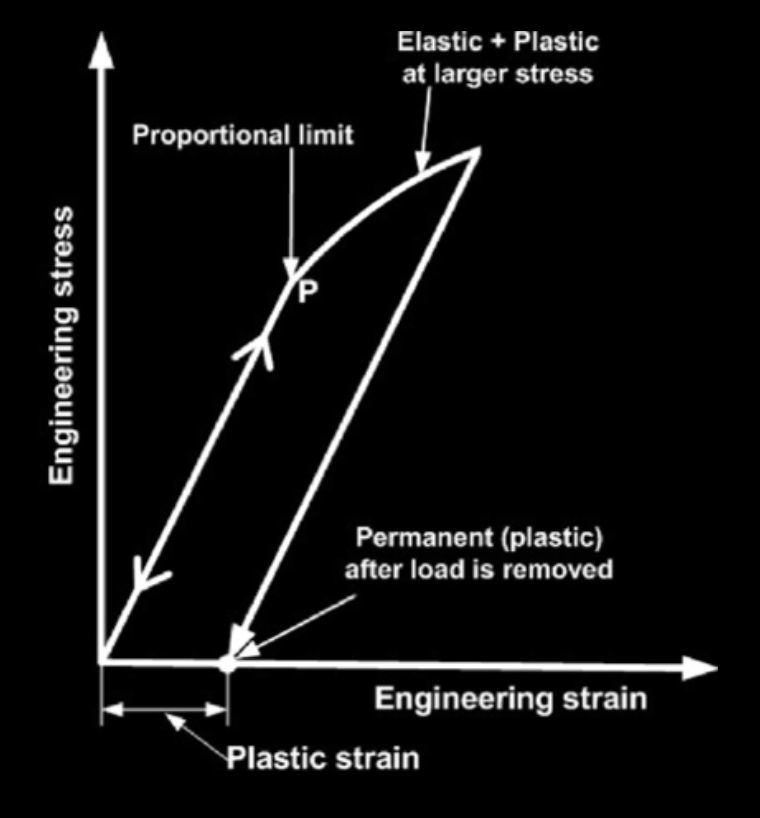 Elastic + Plastic
at larger stress
Proportional limit
P
Engineering stress
Permanent (plastic)
after load is removed
Engineering strain
Plastic strain